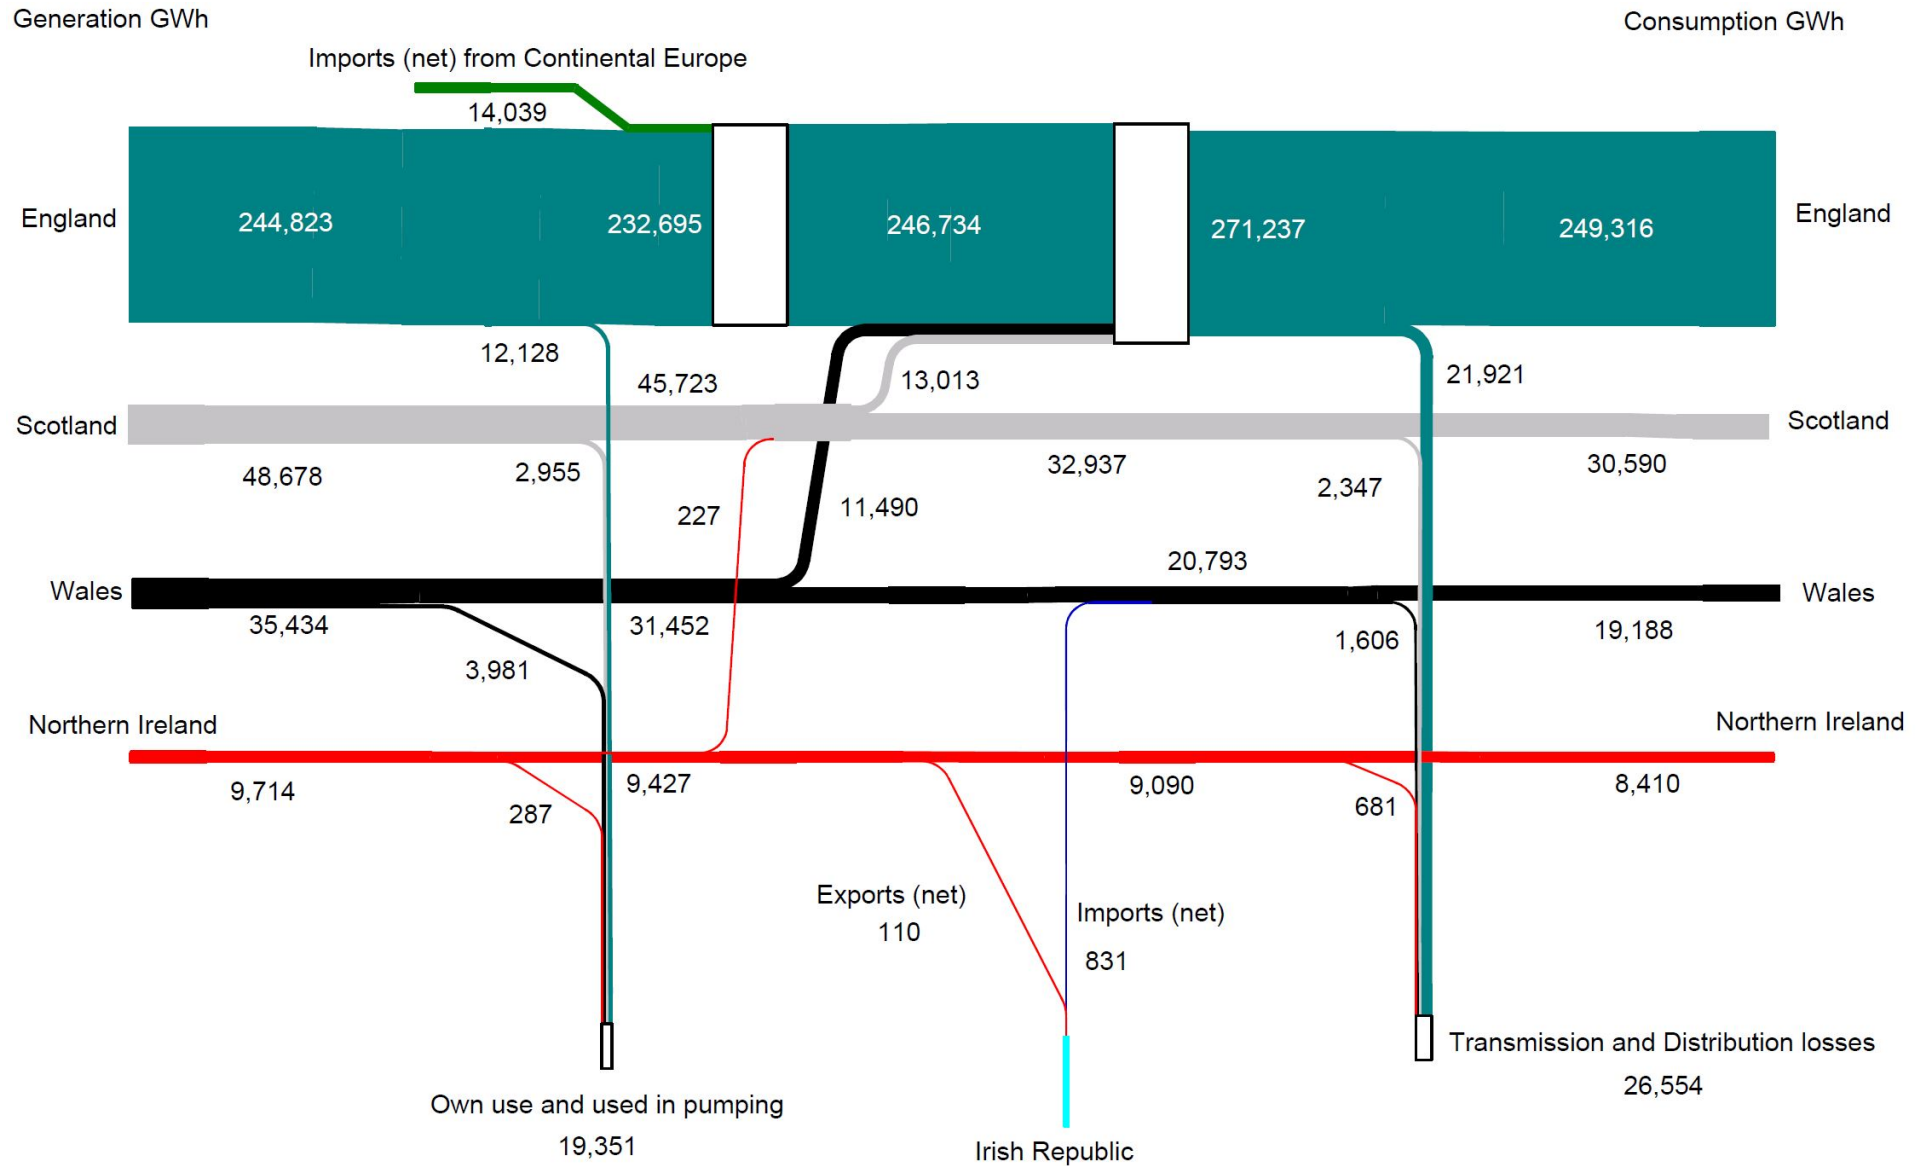 Generation GWh
Consumption GWh
Imports (net) from Continental Europe
14,039
England
244,823
232,695
246,734
271,237
249,316
England
12,128
45,723
13,013
21,921
Scotland
Scotland
48,678
2,955
32,937
2,347
30,590
227
11,490
20,793
Wales
Wales
35,434
31,452
1,606
19,188
3,981
Northern Ireland
Northern Ireland
9,714
287
9,427
9,090
681
8,410
Exports (net)
110
Imports (net)
831
Transmission and Distribution losses
26,554
Own use and used in pumping
19,351
Irish Republic